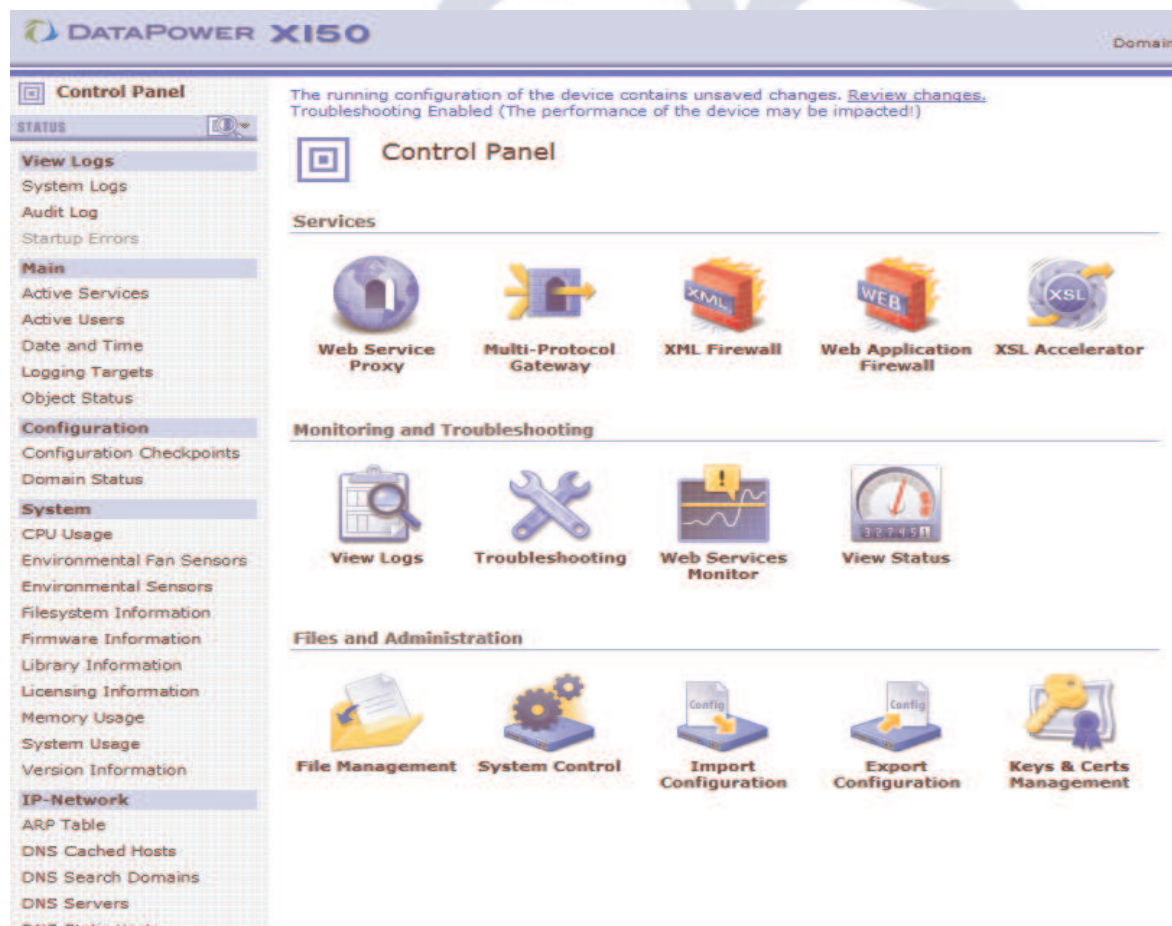 DATAPOWER XI50
Domain
Control Panel
STATUS
View Logs
System Logs
Audit Log
Startup Errors
Main
Active Services
Active Users
Date and Time
Logging Targets
Object Status
Configuration
Configuration Checkpoints
Domain Status
System
CPU Usage
Environmental Fan Sensors
Environmental Sensors
Filesystem Information
Firmware Information
Library Information
Licensing Information
Memory Usage
System Usage
Version Information
IP-Network
ARP Table
DNS Cached Hosts
DNS Search Domains
DNS Servers
The running configuration of the device contains unsaved changes. Review changes.
Troubleshooting Enabled (The performance of the device may be impacted!)
Control Panel
Services
XML
WEB
XSL
Web Service
Proxy
Multi-Protocol
Gateway
XML Firewall
Web Application
Firewall
XSL Accelerator
Monitoring and Troubleshooting
View Logs
Troubleshooting
Web Services
Monitor
View Status
Files and Administration
Config
Config
File Management
System Control
Import
Configuration
Export
Configuration
Keys & Certs
Management